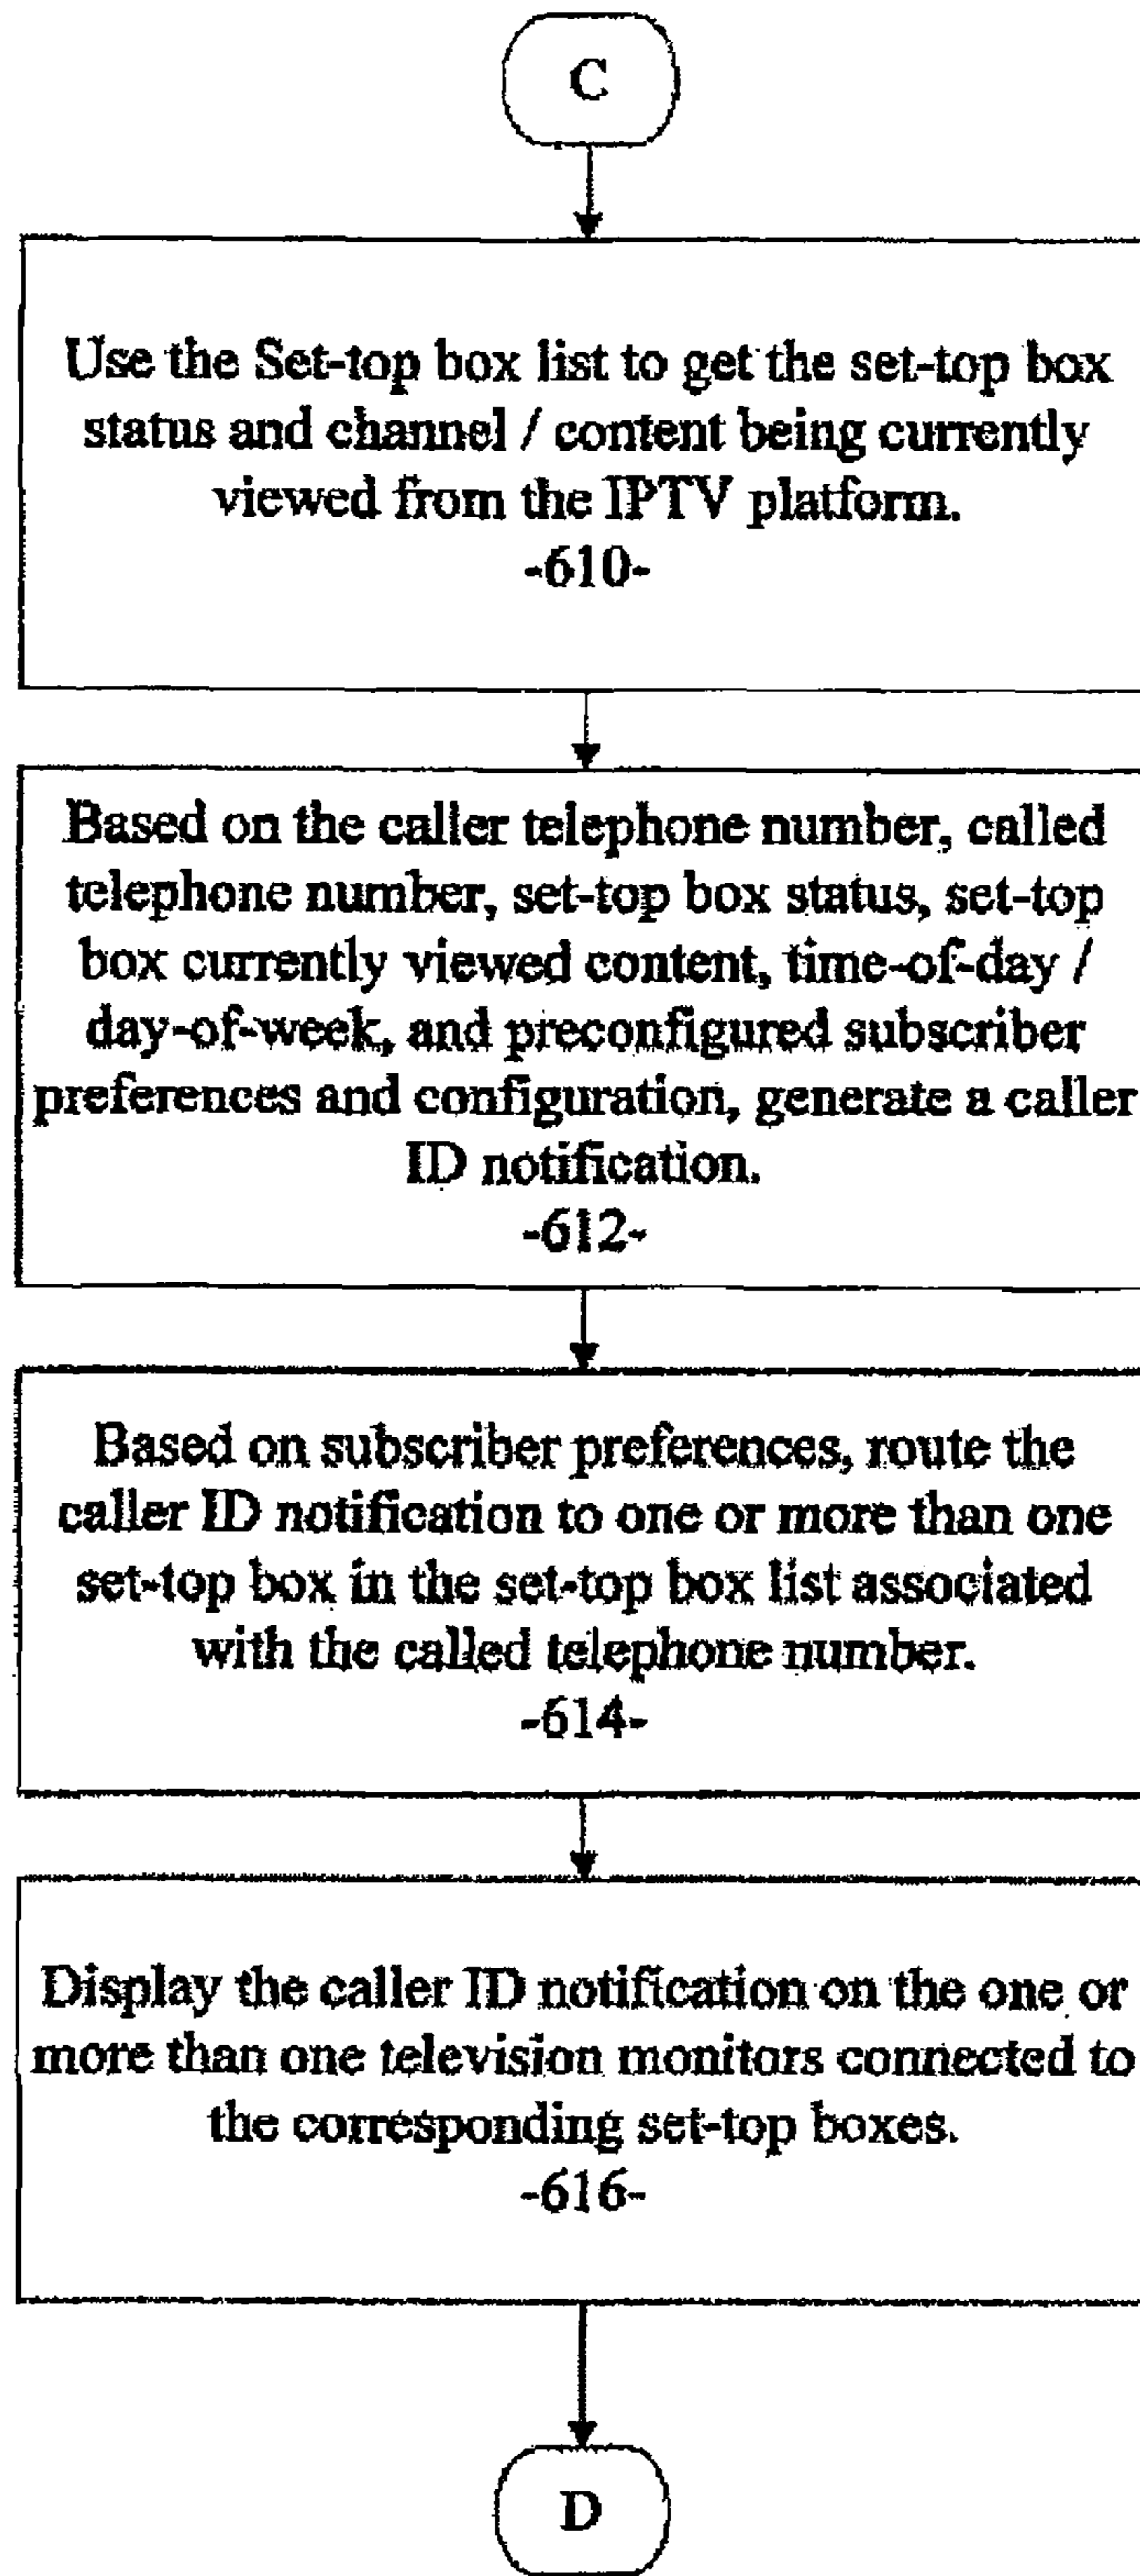 C
Use the Set-top box list to get the set-top box
status and channel / content being currently
viewed from the IPTV platform.
-610-
Based on the caller telephone number, called
telephone number, set-top box status, set-top
box currently viewed content, time-of-day /
day-of-week, and preconfigured subscriber
preferences and configuration, generate a caller
ID notification.
-612-
Based on subscriber preferences, route the
caller ID notification to one or more than one
set-top box in the set-top box list associated
with the called telephone number.
-614-
Display the caller ID notification on the one or
more than one television monitors connected to
the corresponding set-top boxes.
-616-
D